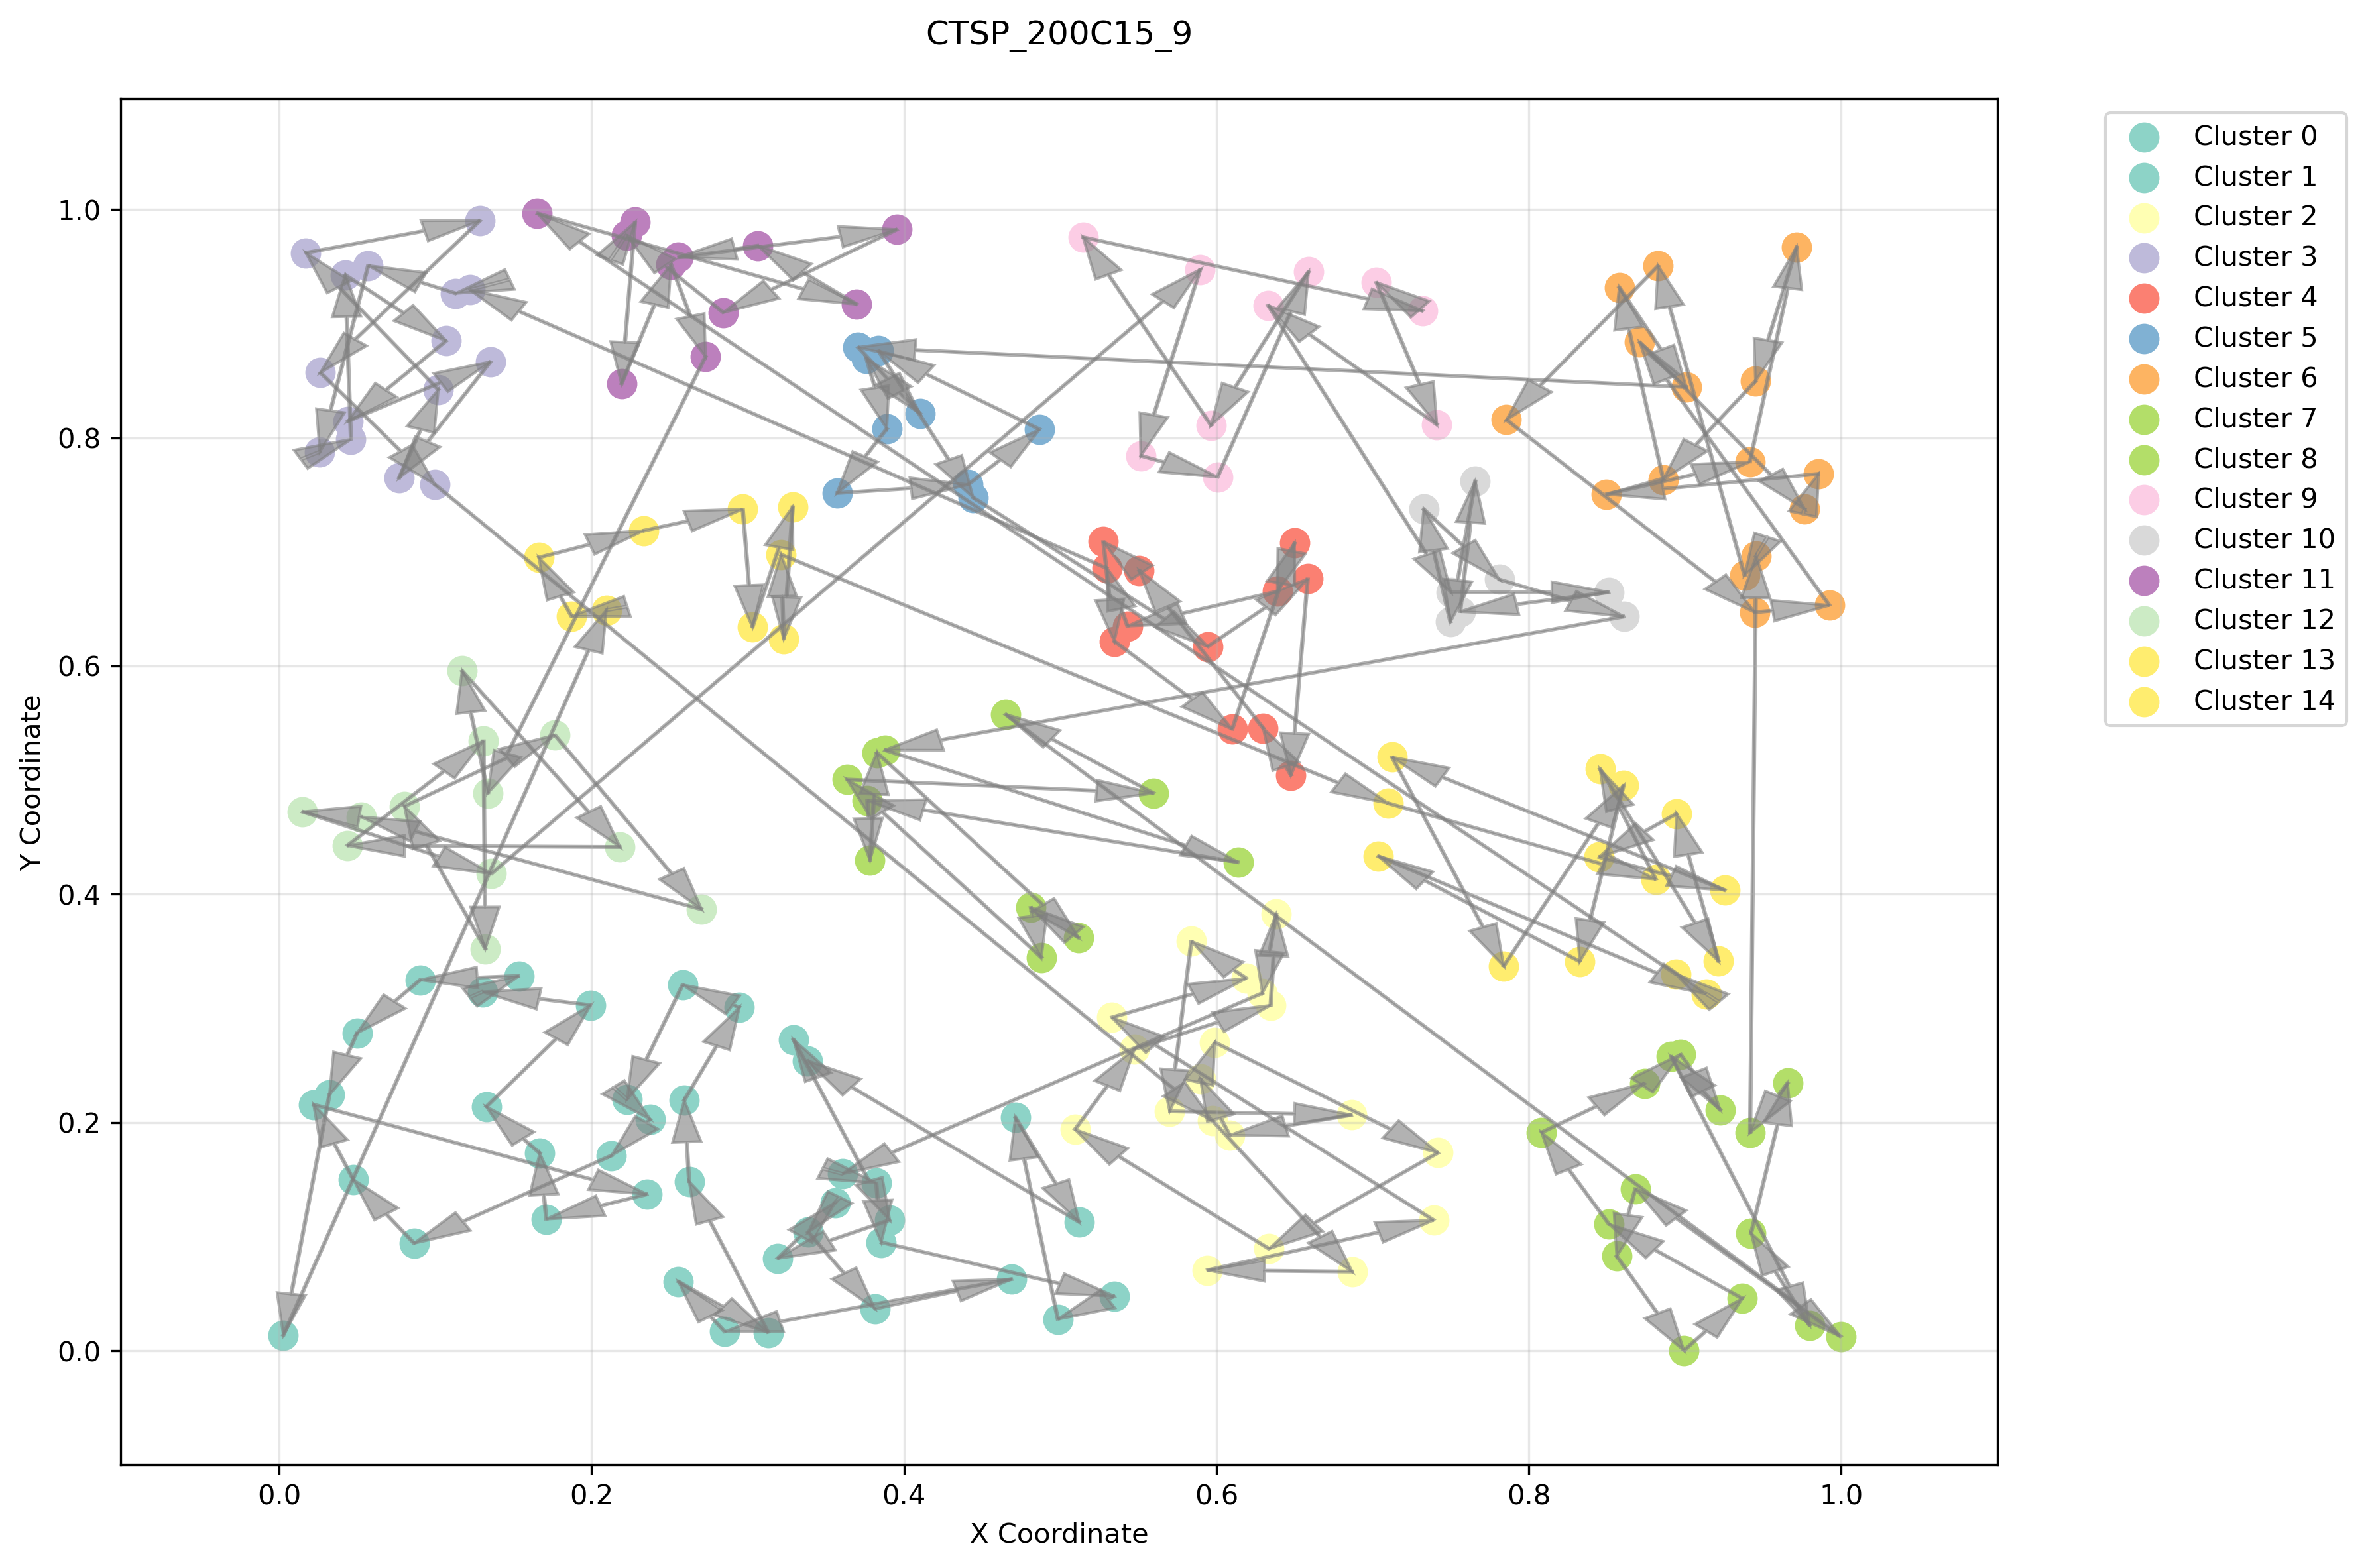 CTSP_200C15_9
Cluster 0
Cluster 1
Cluster 2
Cluster 3
Cluster 4
Cluster 5
Cluster 6
Cluster 7
Cluster 8
Cluster 9
Cluster 10
Cluster 11
Cluster 12
Cluster 13
Cluster 14
Y Coordinate
1.0
0.8
0.6
0.4
0.2
0.0
0.0 0.2 0.4 0.6 0.8 1.0
X Coordinate